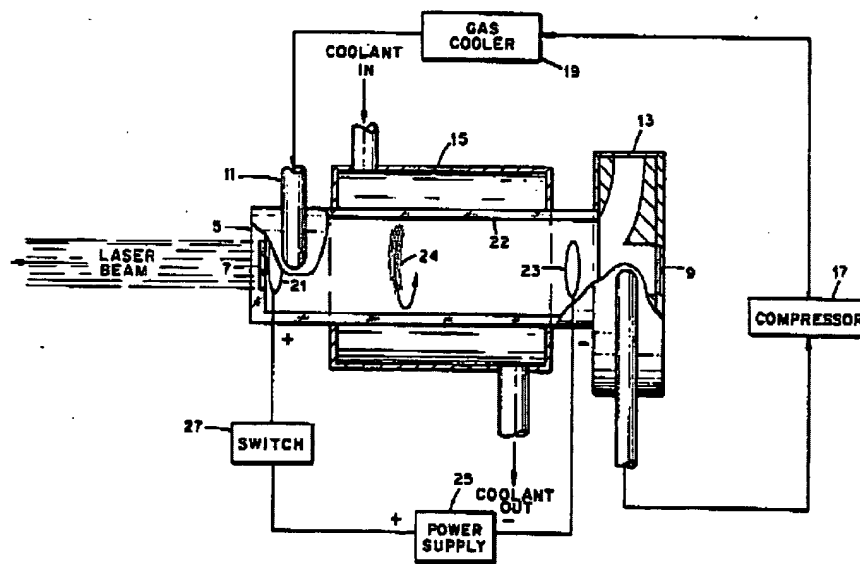 GAS
COOLER
19
COOLANT
IN
13
15
11
5
22
LASER
BEAM
7
24
23
9
21
17
COMPRESSOR
+
-
27
SWITCH
25
COOLANT
OUT
+
-
POWER
SUPPLY